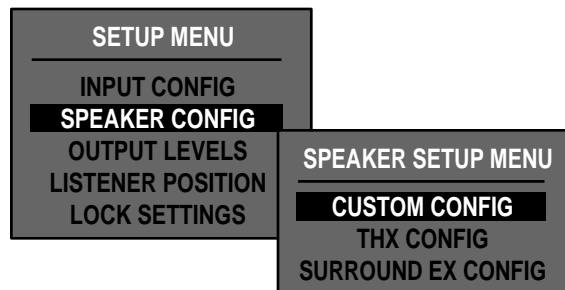 SETUP MENU
INPUT CONFIG
SPEAKER CONFIG
OUTPUT LEVELS
LISTENER POSITION
LOCK SETTINGS
SPEAKER SETUP MENU
CUSTOM CONFIG
THX CONFIG
SURROUND EX CONFIG